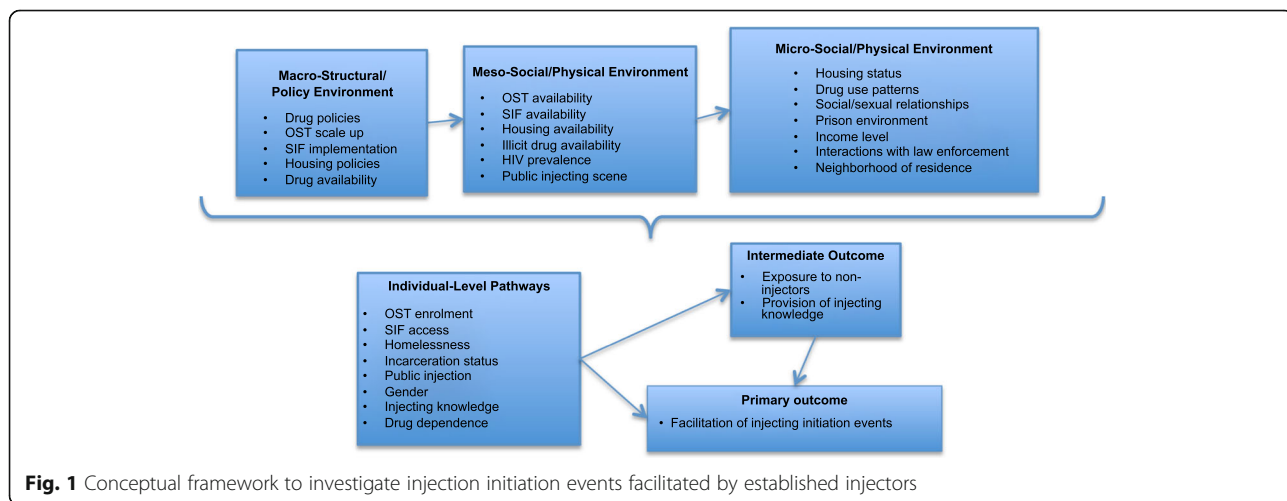 Macro-Structural/
Policy Environment
• Drug policies
• OST scale up
• SIF implementation
• Housing policies
• Drug availability
Meso-Social/Physical Environment
• OST availability
• SIF availability
• Housing availability
• Illicit drug availability
• HIV prevalence
• Public injecting scene
Micro-Social/Physical Environment
• Housing status
• Drug use patterns
• Social/sexual relationships
• Prison environment
• Income level
• Interactions with law enforcement
• Neighborhood of residence
Individual-Level Pathways
• OST enrolment
• SIF access
• Homelessness
• Incarceration status
• Public injection
• Gender
• Injecting knowledge
• Drug dependence
Intermediate Outcome
• Exposure to non-
injectors
• Provision of injecting
knowledge
Primary outcome
• Facilitation of injecting initiation events
Fig. 1 Conceptual framework to investigate injection initiation events facilitated by established injectors